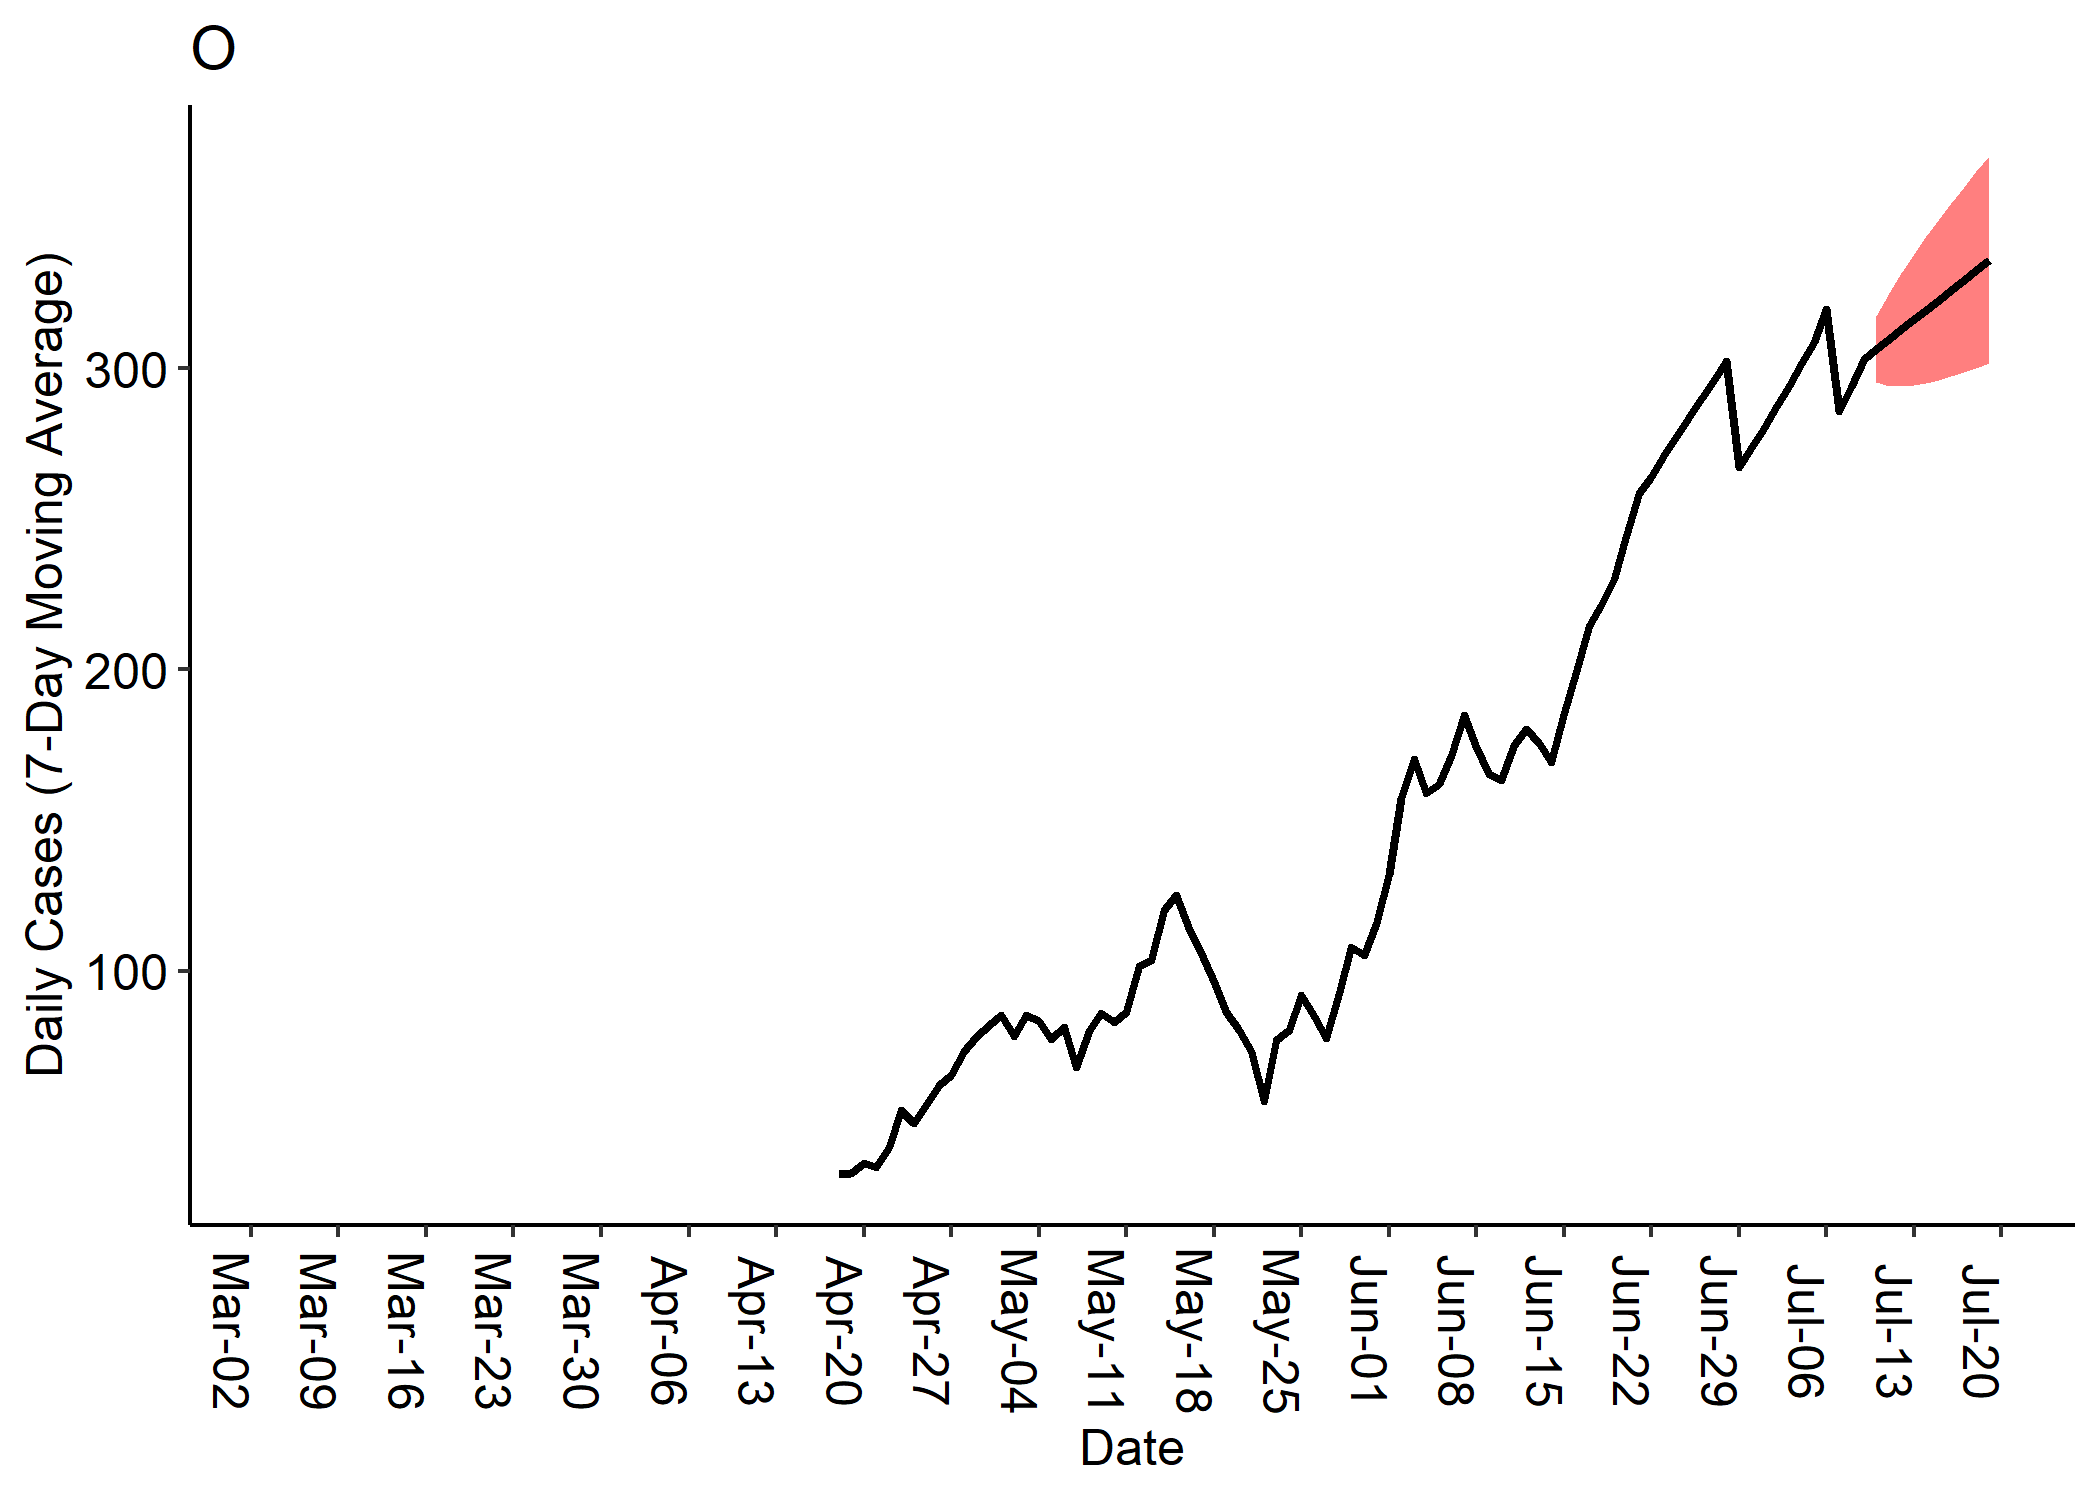 O
Daily Cases (7-Day Moving Average)
300
200
100
Mar-02
Mar-09
Mar-16
Mar-23
Mar-30
Apr-06
Apr-13
Apr-20
Apr-27
May-04
May-11
May-18
May-25
Jun-01
Jun-08
Jun-15
Jun-22
Jun-29
Jul-06
Jul-13
Jul-20
Date